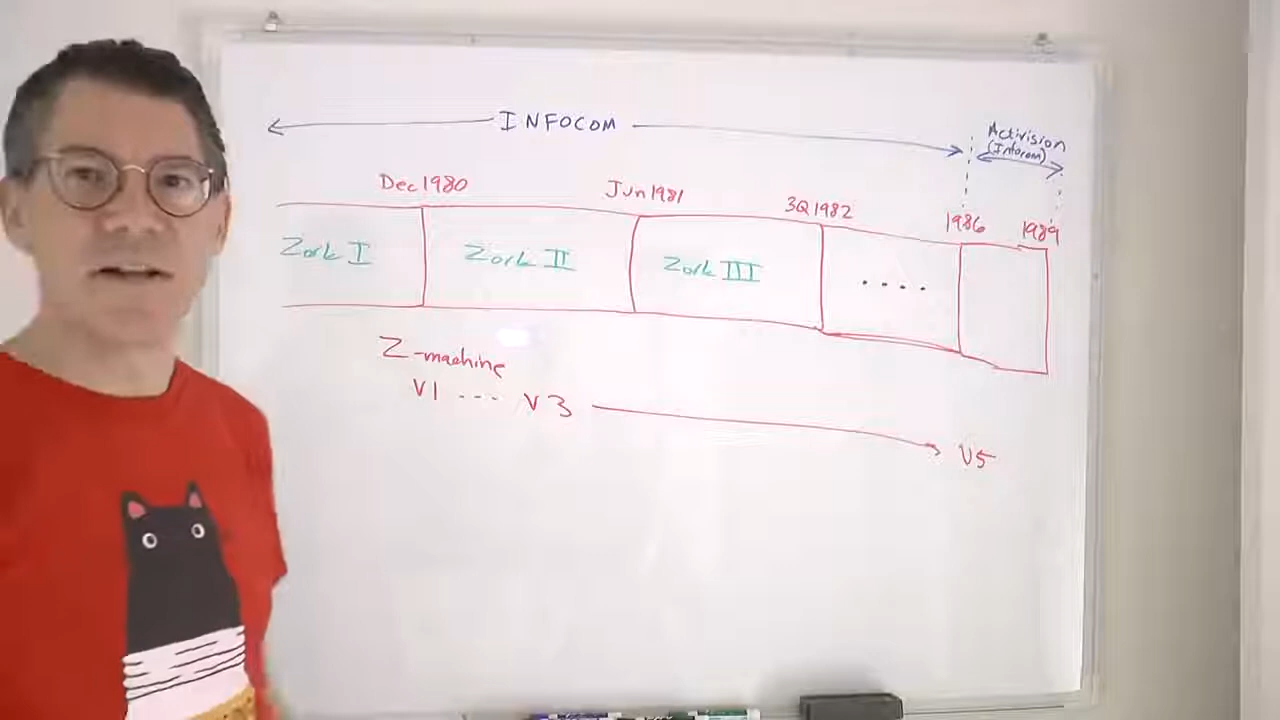 INFOCOM
Activision
(Infocom)
Dec 1980
Jun 1981
3Q 1982
1986
1989
Zork I
Zork II
Zork III
....
Z-machine
V1 ---- V3
V5